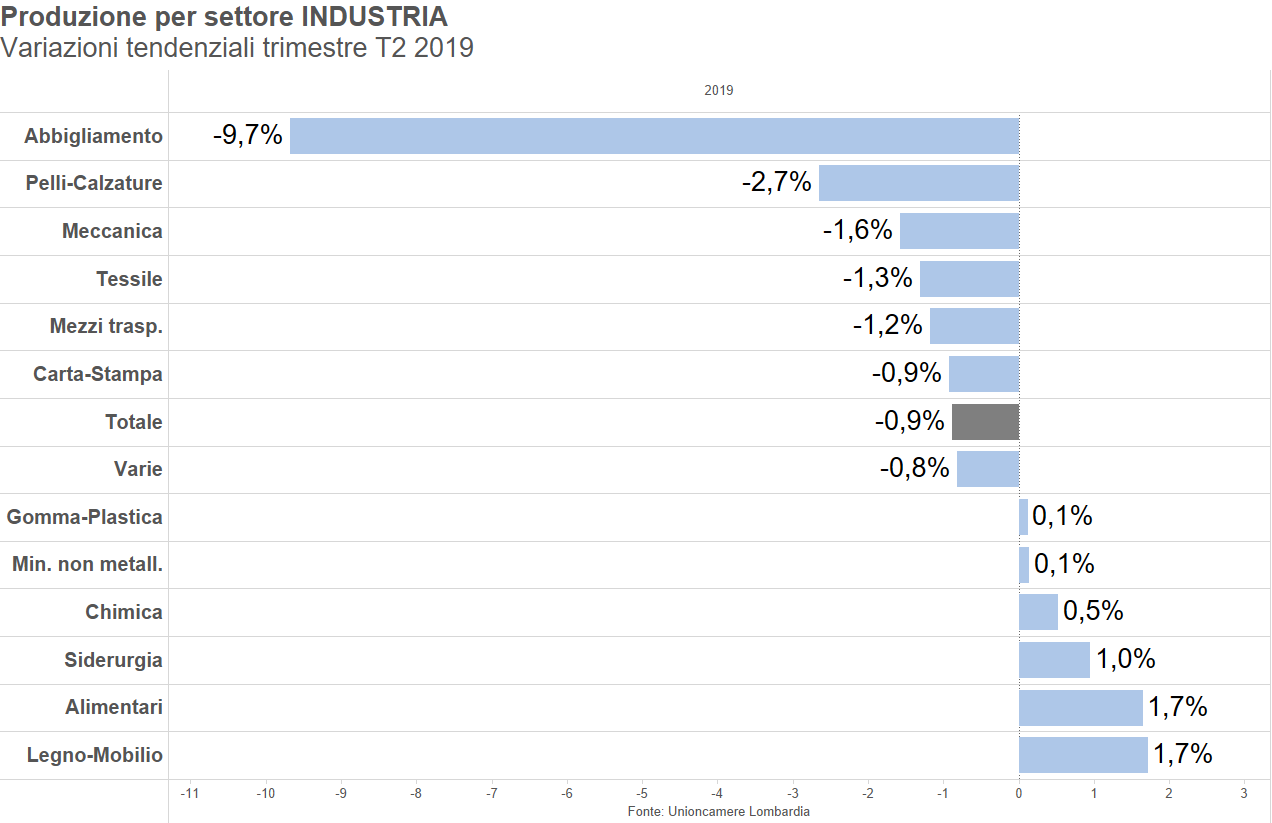 Produzione per settore INDUSTRIA
Variazioni tendenziali trimestre T2 2019
2019
Abbigliamento -9,7%
Pelli-Calzature -2,7%
Meccanica -1,6%
Tessile -1,3%
Mezzi trasp. -1,2%
Carta-Stampa -0,9%
Totale -0,9%
Varie -0,8%
Gomma-Plastica 0,1%
Min. non metall. 0,1%
Chimica 0,5%
Siderurgia 1,0%
Alimentari 1,7%
Legno-Mobilio 1,7%
-11 -10 -9 -8 -7 -6 -5 -4 -3 -2 -1 0 1 2 3
Fonte: Unioncamere Lombardia